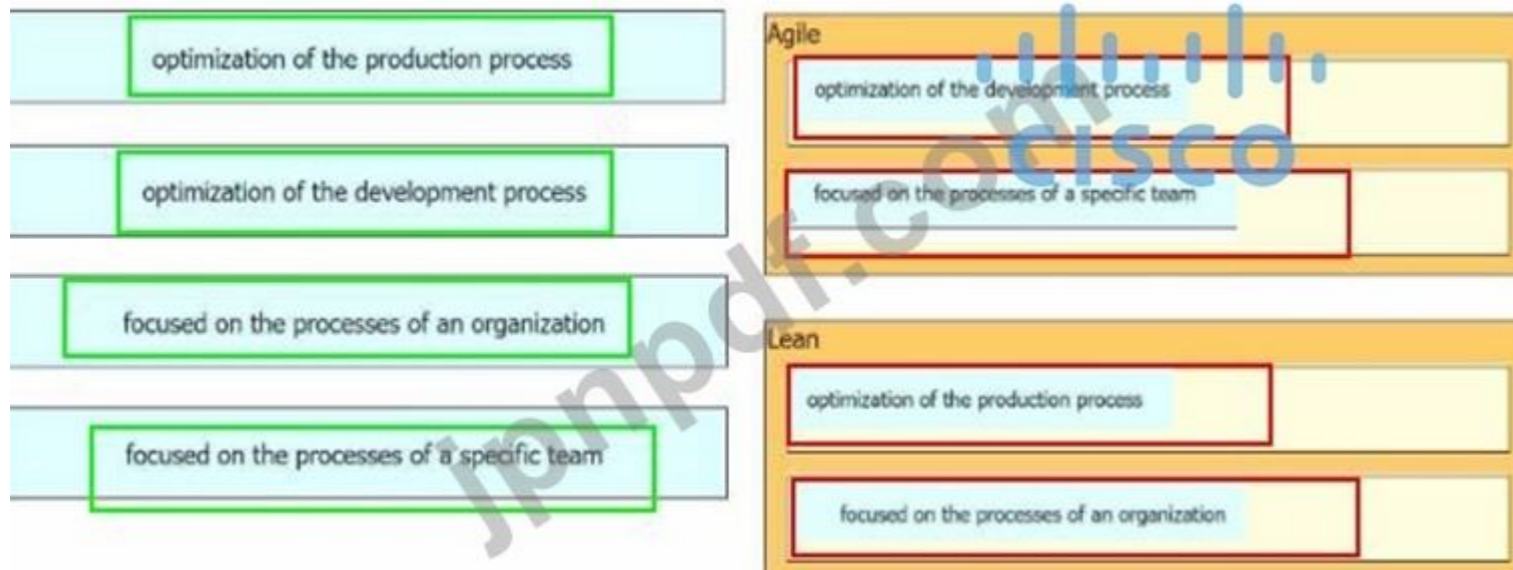 optimization of the production process
optimization of the development process
focused on the processes of an organization
focused on the processes of a specific team
Agile
optimization of the development process
focused on the processes of a specific team
Lean
optimization of the production process
focused on the processes of an organization
CISCO
jpnpdf.com